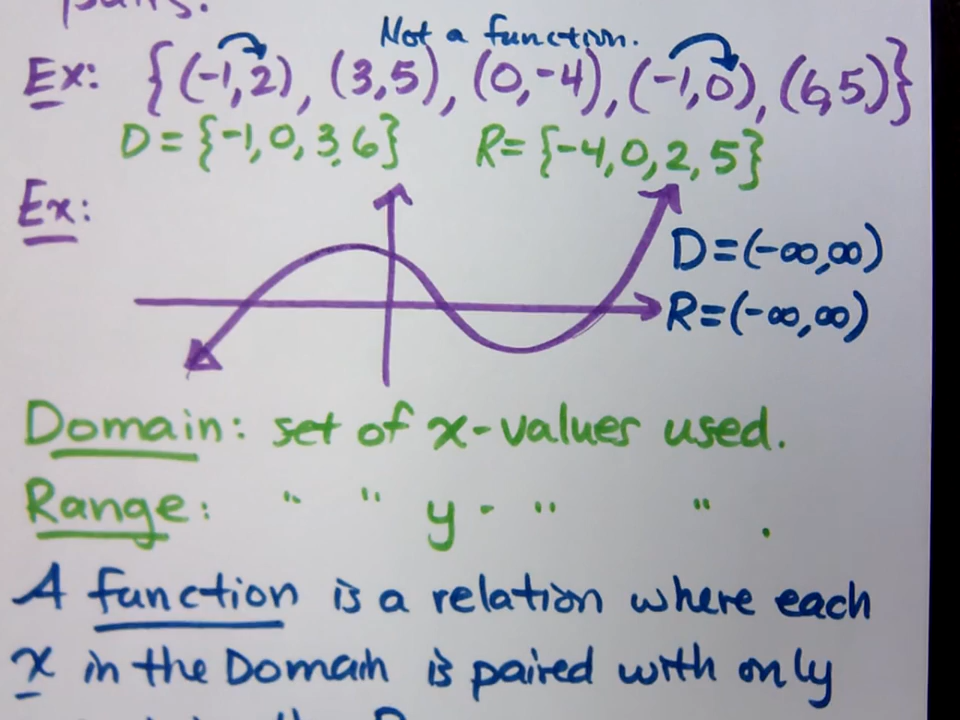 pairs.
Not a function.
Ex: {(-1,2), (3,5), (0,-4), (-1,0), (6,5)}
D = {-1, 0, 3, 6} R = {-4, 0, 2, 5}
Ex:
D=(-∞,∞)
R=(-∞,∞)
Domain: set of x-values used.
Range: " " y - " " .
A function is a relation where each
x in the Domain is paired with only